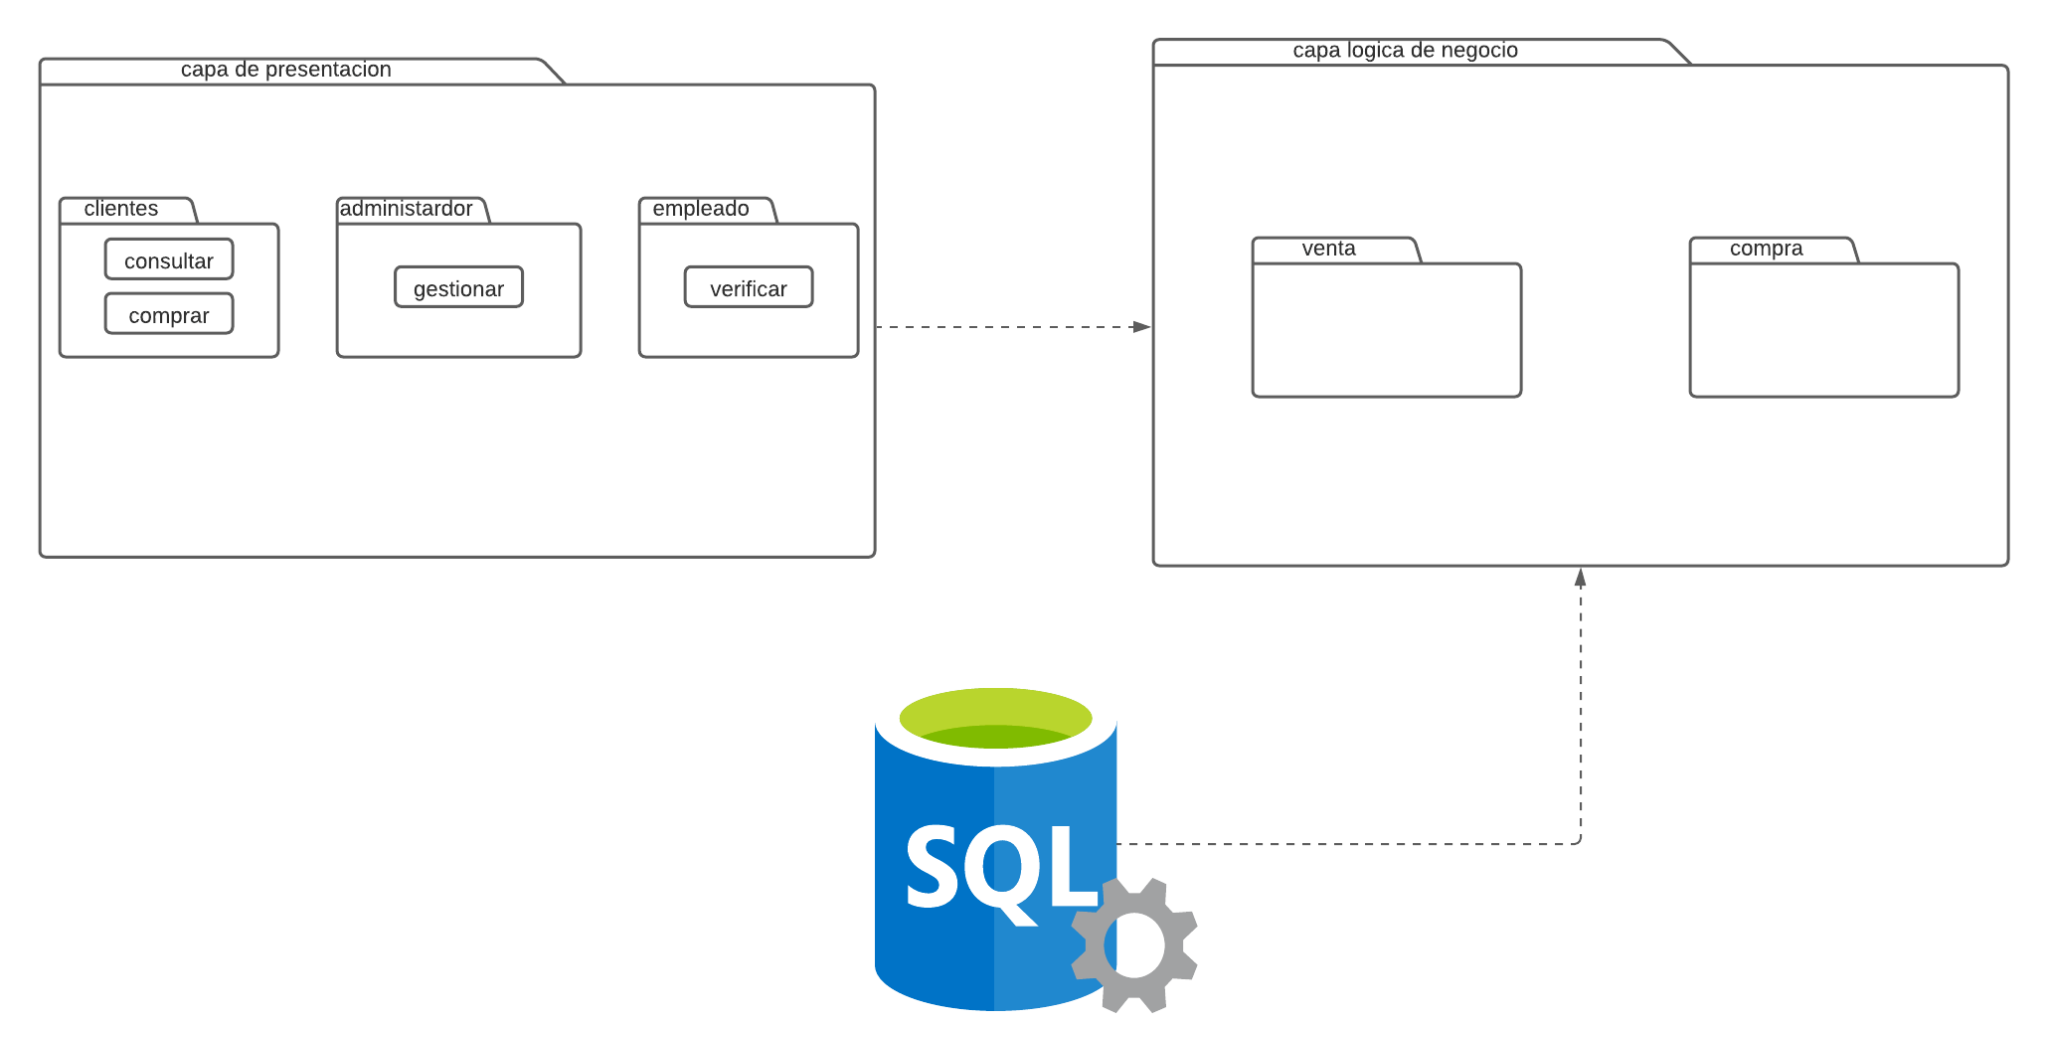 capa de presentacion
capa logica de negocio
clientes
administardor
empleado
consultar
comprar
gestionar
verificar
venta
compra
SQL